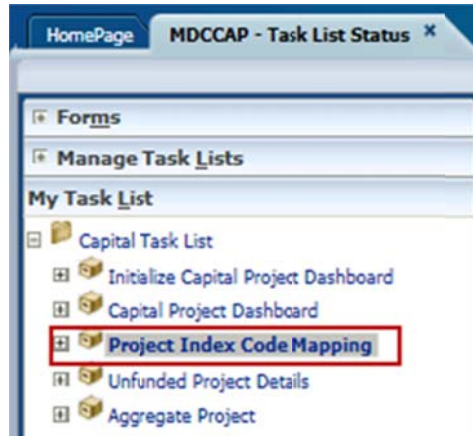 HomePage MDCCAP - Task List Status ×
Forms
Manage Task Lists
My Task List
Capital Task List
Initialize Capital Project Dashboard
Capital Project Dashboard
Project Index Code Mapping
Unfunded Project Details
Aggregate Project